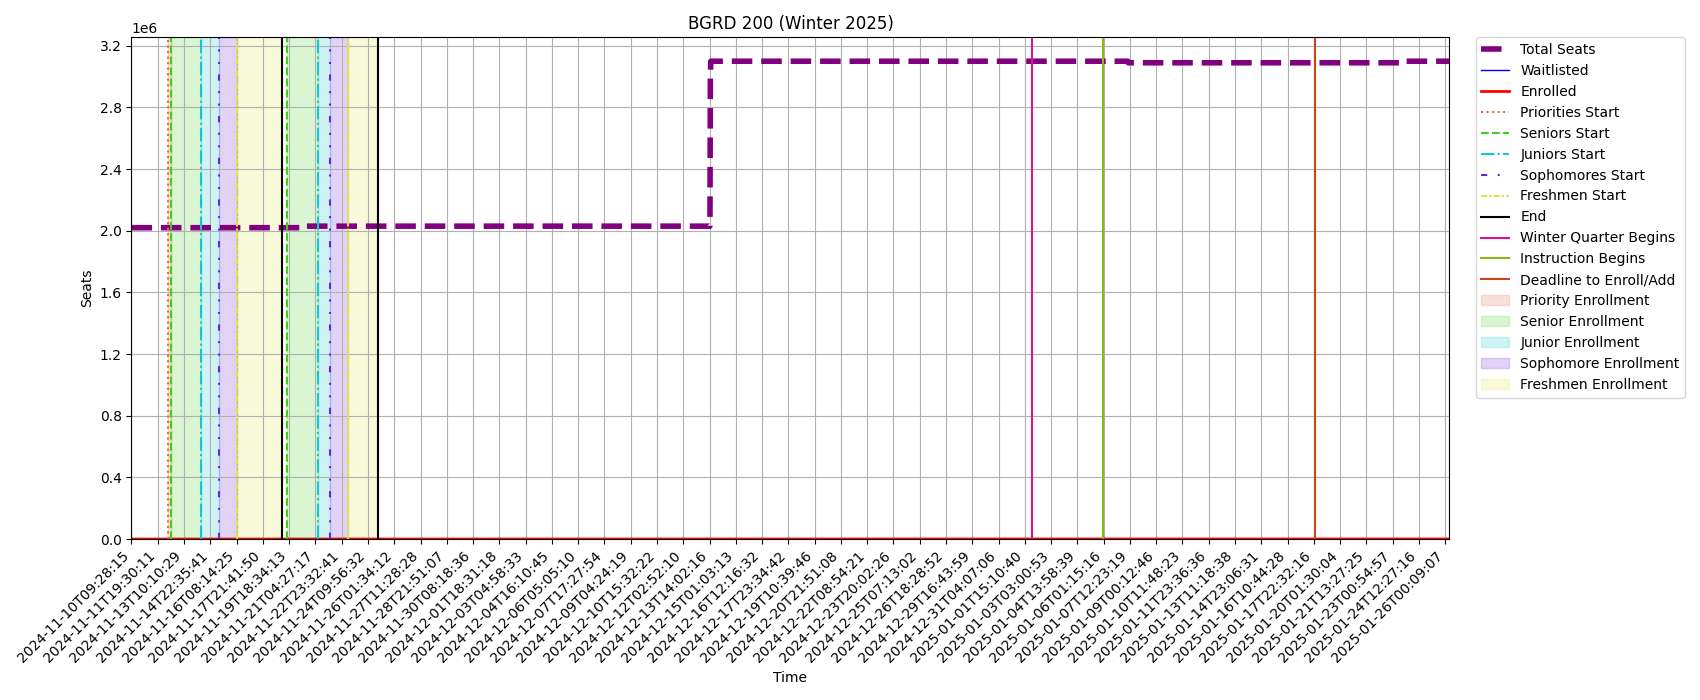 BGRD 200 (Winter 2025)
1e6
3.2
2.8
2.4
2.0
1.6
1.2
0.8
0.4
0.0
Seats
2024-11-10T09:28:15
2024-11-11T19:30:11
2024-11-13T10:10:29
2024-11-14T22:35:41
2024-11-16T08:14:25
2024-11-17T21:41:50
2024-11-19T18:34:13
2024-11-21T04:27:17
2024-11-22T23:32:41
2024-11-24T09:56:32
2024-11-26T01:34:12
2024-11-27T11:28:28
2024-11-28T21:51:07
2024-11-30T08:18:36
2024-12-01T18:31:18
2024-12-03T04:58:33
2024-12-04T16:10:45
2024-12-06T05:05:10
2024-12-07T17:27:54
2024-12-09T04:24:19
2024-12-10T15:32:22
2024-12-12T02:52:10
2024-12-13T14:02:16
2024-12-15T01:03:13
2024-12-16T12:16:32
2024-12-17T23:34:42
2024-12-19T10:39:46
2024-12-20T21:51:08
2024-12-22T08:54:21
2024-12-23T20:02:26
2024-12-25T07:13:02
2024-12-26T18:28:52
2024-12-29T16:43:59
2024-12-31T04:07:06
2025-01-01T15:10:40
2025-01-03T03:00:53
2025-01-04T13:58:39
2025-01-06T01:15:16
2025-01-07T12:23:19
2025-01-09T00:12:46
2025-01-10T11:48:23
2025-01-11T23:36:36
2025-01-13T11:18:38
2025-01-14T23:06:31
2025-01-16T10:44:28
2025-01-17T22:32:16
2025-01-20T01:30:04
2025-01-21T13:27:25
2025-01-23T00:54:57
2025-01-24T12:27:16
2025-01-26T00:09:07
Time
Total Seats
Waitlisted
Enrolled
Priorities Start
Seniors Start
Juniors Start
Sophomores Start
Freshmen Start
End
Winter Quarter Begins
Instruction Begins
Deadline to Enroll/Add
Priority Enrollment
Senior Enrollment
Junior Enrollment
Sophomore Enrollment
Freshmen Enrollment